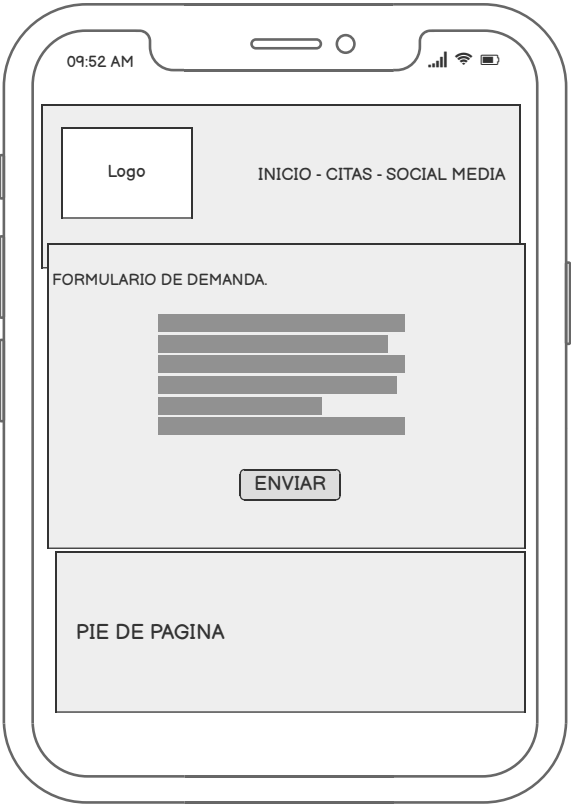 09:52 AM
Logo
INICIO - CITAS - SOCIAL MEDIA
FORMULARIO DE DEMANDA.
ENVIAR
PIE DE PAGINA